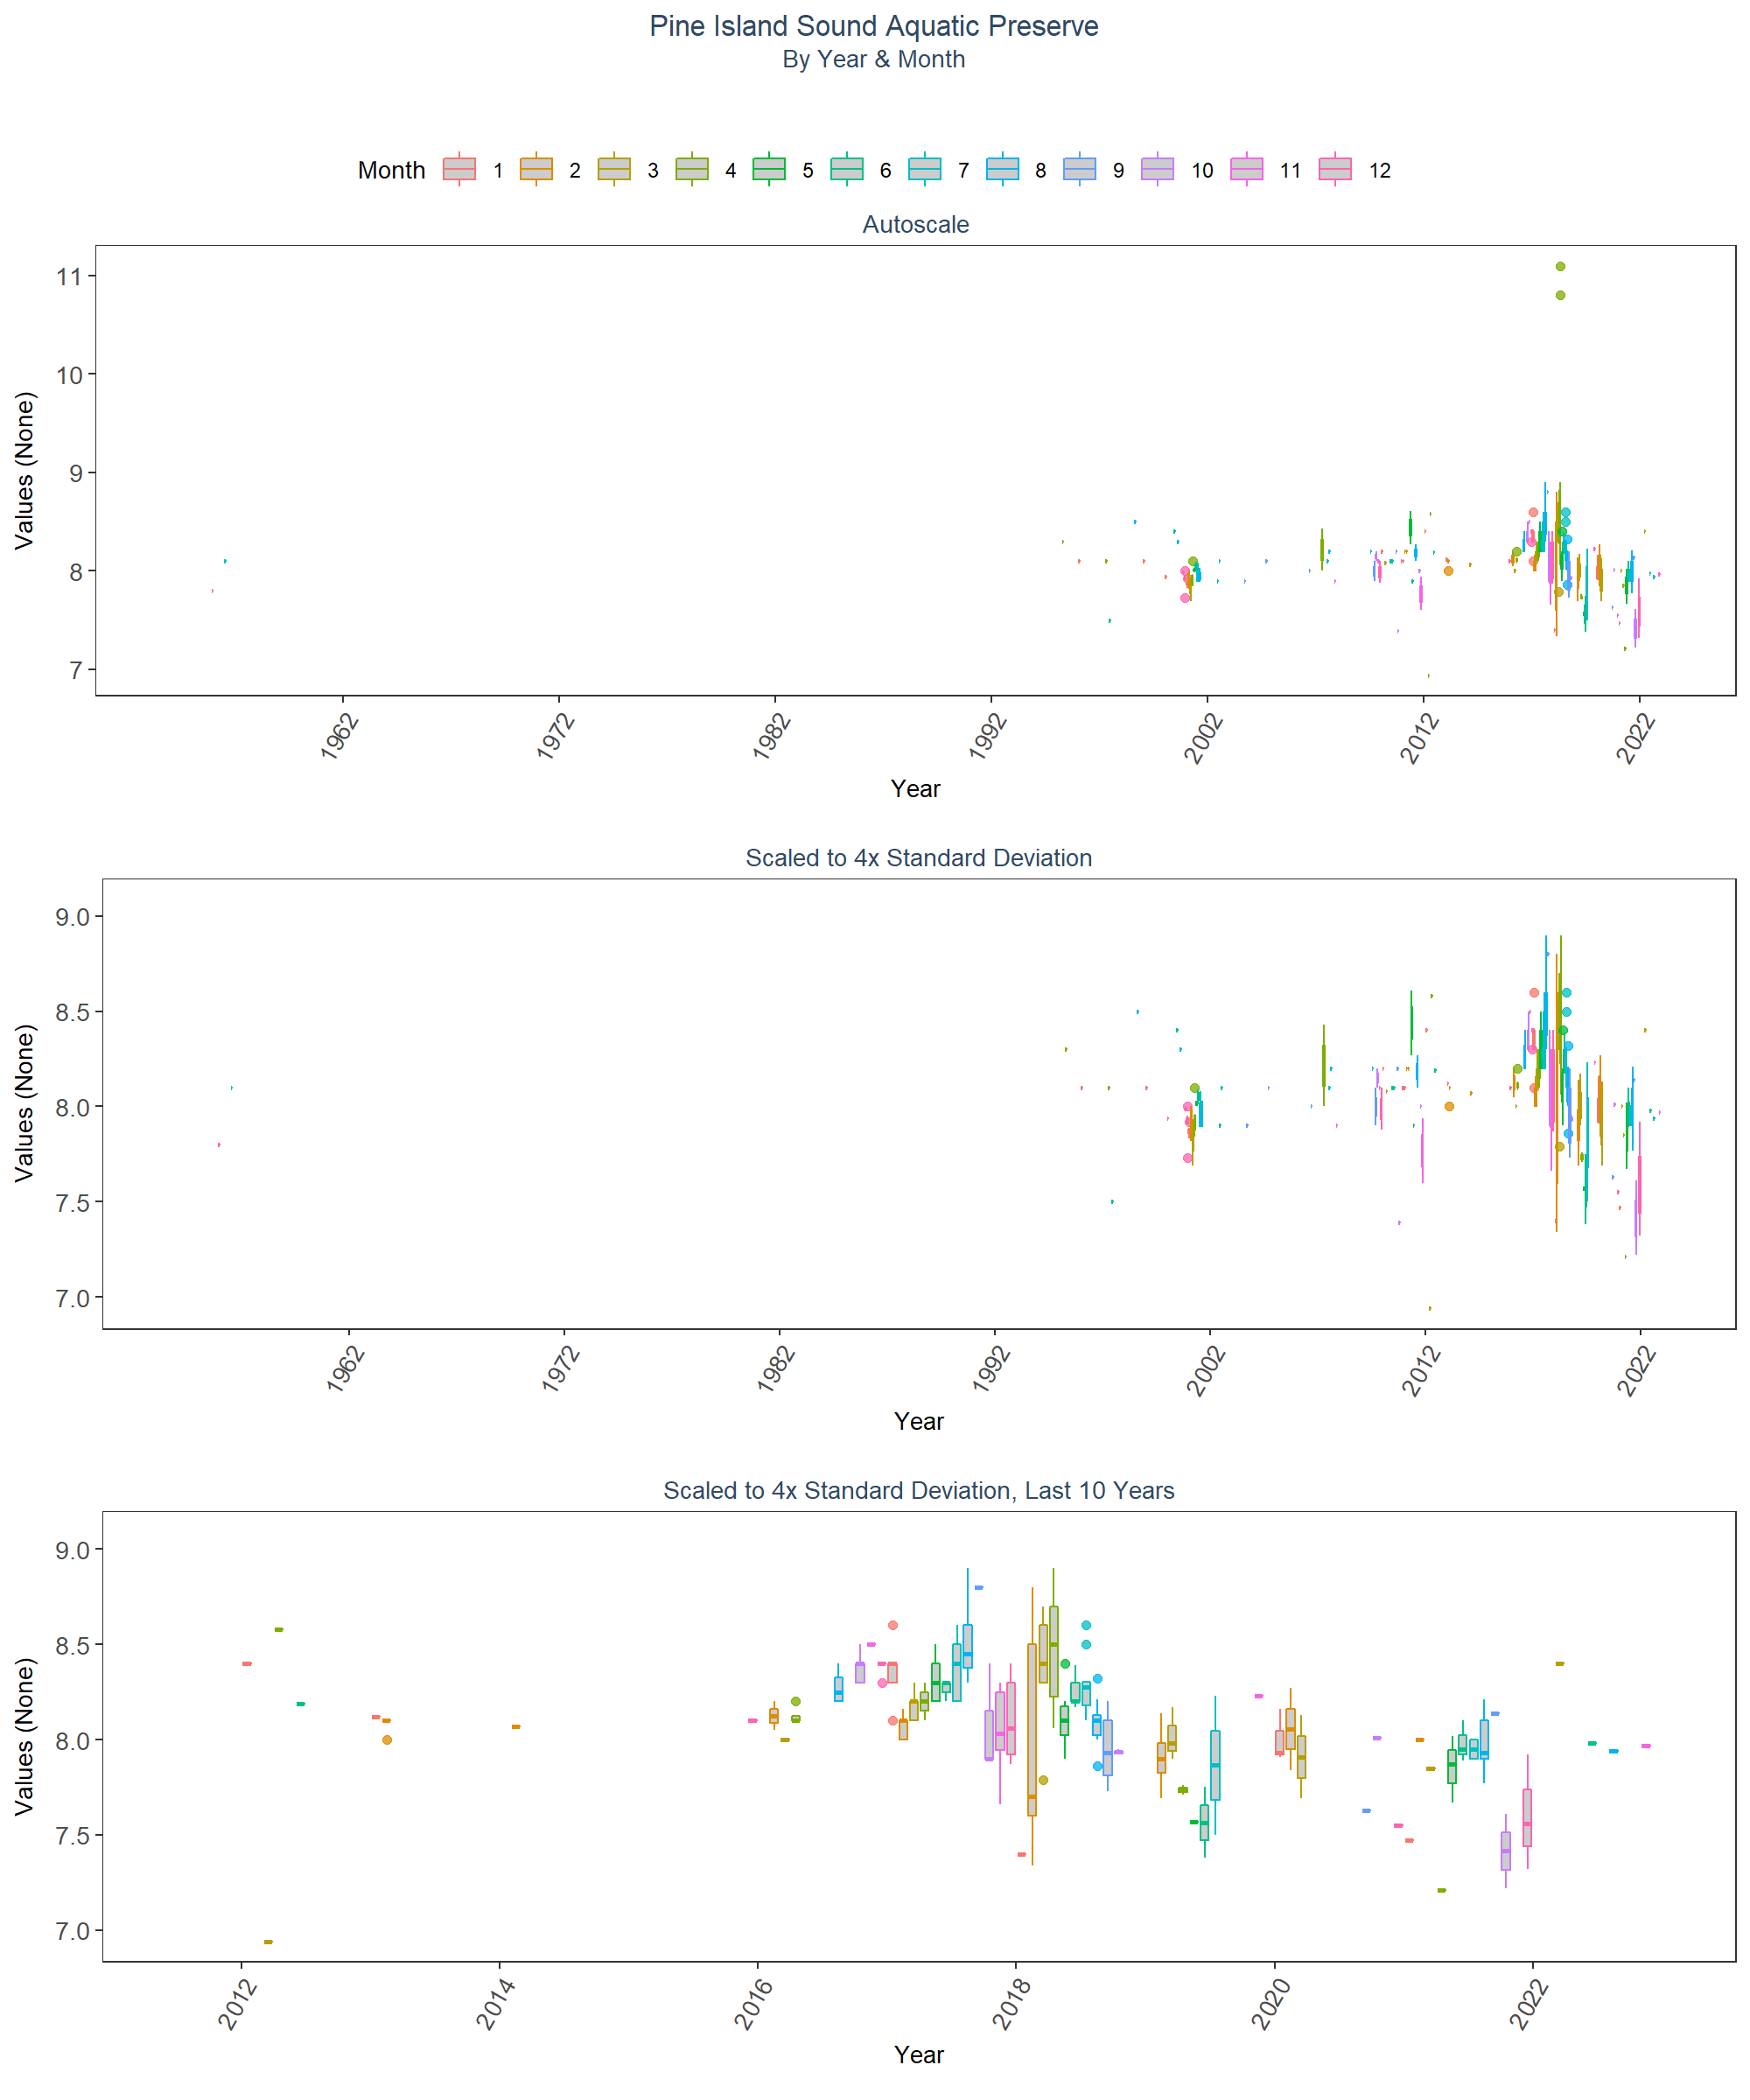 Pine Island Sound Aquatic Preserve
By Year & Month
Month 1 2 3 4 5 6 7 8 9 10 11 12
Autoscale
11
10
9
8
7
Values (None)
1962 1972 1982 1992 2002 2012 2022
Year
Scaled to 4x Standard Deviation
9.0
8.5
8.0
7.5
7.0
Values (None)
1962 1972 1982 1992 2002 2012 2022
Year
Scaled to 4x Standard Deviation, Last 10 Years
9.0
8.5
8.0
7.5
7.0
Values (None)
2012 2014 2016 2018 2020 2022
Year